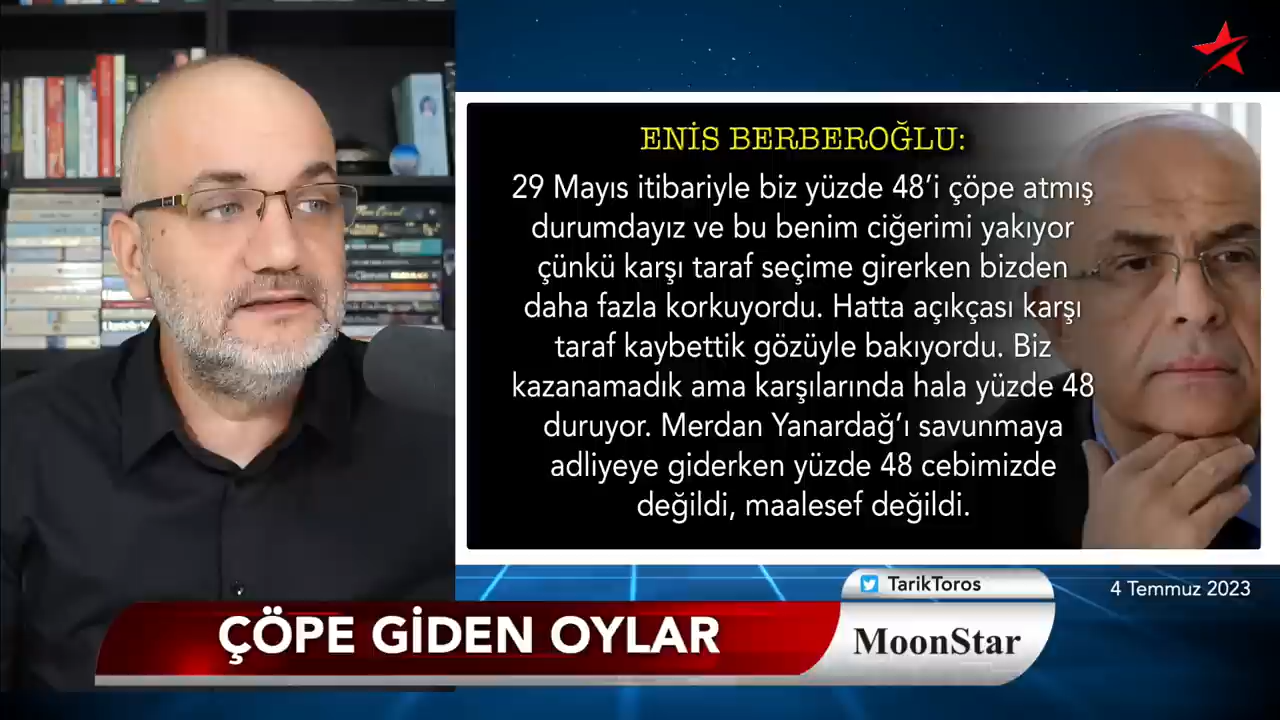 ENİS BERBEROĞLU:
29 Mayıs itibariyle biz yüzde 48’i çöpe atmış
durumdayız ve bu benim ciğerimi yakıyor
çünkü karşı taraf seçime girerken bizden
daha fazla korkuyordu. Hatta açıkçası karşı
taraf kaybettik gözüyle bakıyordu. Biz
kazanamadık ama karşılarında hala yüzde 48
duruyor. Merdan Yanardağ’ı savunmaya
adliyeye giderken yüzde 48 cebimizde
değildi, maalesef değildi.
TarikToros
4 Temmuz 2023
ÇÖPE GİDEN OYLAR
MoonStar